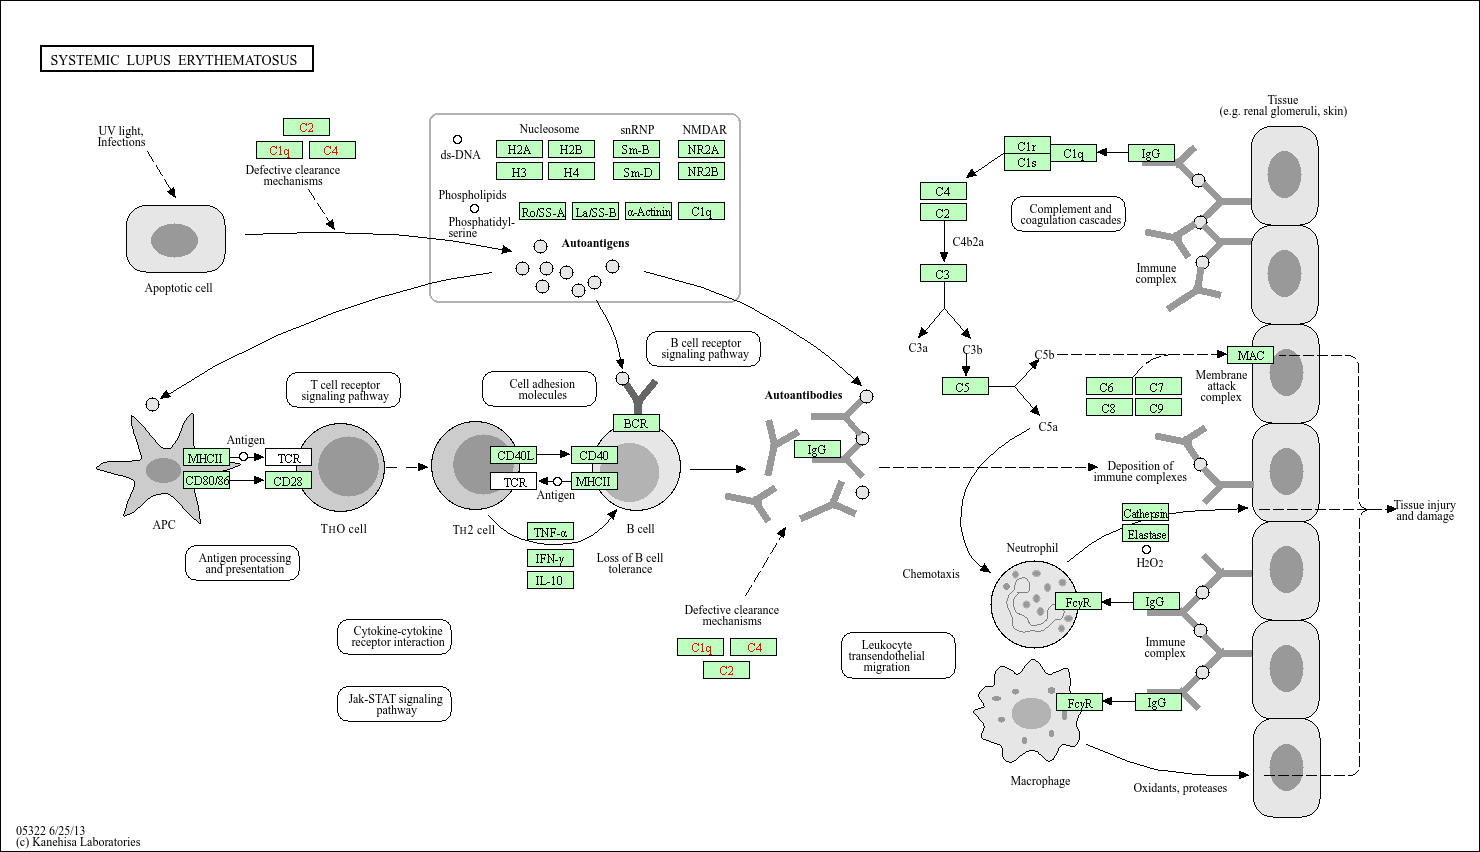 SYSTEMIC LUPUS ERYTHEMATOSUS
UV light,
Infections
C2
C1q
C4
Defective clearance
mechanisms
Apoptotic cell
ds-DNA
Nucleosome
H2A
H2B
H3
H4
snRNP
Sm-B
Sm-D
NMDAR
NR2A
NR2B
Phospholipids
Phosphatidyl-
serine
Ro/SS-A
La/SS-B
α-Actinin
C1q
Autoantigens
Tissue
(e.g. renal glomeruli, skin)
C1r
C1s
C1q
IgG
C4
C2
C4b2a
C3
C3a
C3b
C5
C5b
C5a
Complement and
coagulation cascades
Immune
complex
C6
C7
C8
C9
MAC
Membrane
attack
complex
B cell receptor
signaling pathway
T cell receptor
signaling pathway
Cell adhesion
molecules
Antigen
MHCII
TCR
CD80/86
CD28
APC
TH0 cell
BCR
CD40L
CD40
TCR
MHCII
Antigen
TH2 cell
B cell
TNF-α
IFN-γ
IL-10
Loss of B cell
tolerance
Autoantibodies
IgG
Deposition of
immune complexes
Antigen processing
and presentation
Cytokine-cytokine
receptor interaction
Jak-STAT signaling
pathway
Defective clearance
mechanisms
C1q
C4
C2
Leukocyte
transendothelial
migration
Chemotaxis
Neutrophil
Cathepsin
Elastase
H2O2
FcγR
IgG
Immune
complex
FcγR
IgG
Macrophage
Oxidants, proteases
Tissue injury
and damage
05322 6/25/13
(c) Kanehisa Laboratories